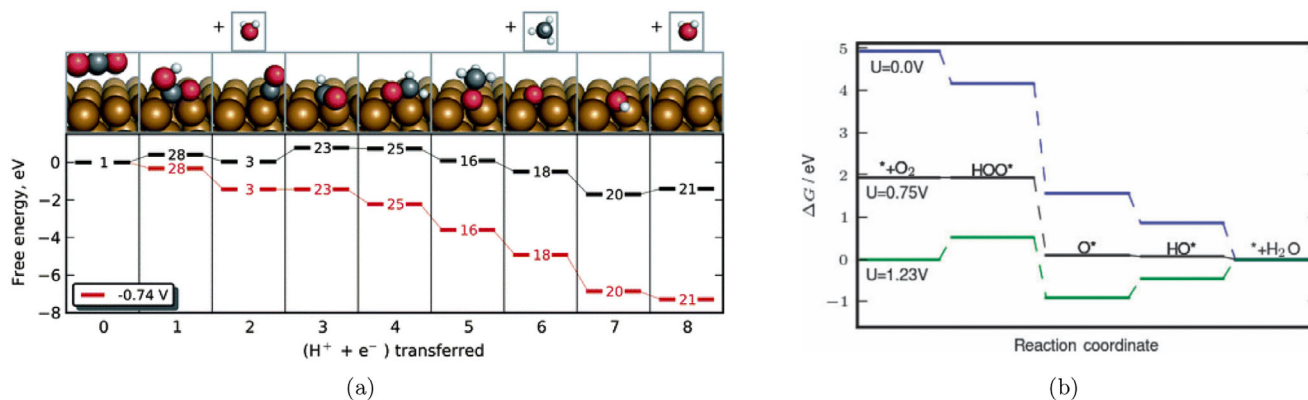 +
+
+
0
−2
−4
−6
−8
Free energy, eV
1
28
28
3
3
23
23
25
25
16
16
18
18
20
20
21
21
-0.74 V
0 1 2 3 4 5 6 7 8
(H⁺ + e⁻ ) transferred
(a)
5
4
3
2
1
0
−1
ΔG / eV
U=0.0V
*+O₂ HOO*
U=0.75V
O* HO* *+H₂O
U=1.23V
Reaction coordinate
(b)